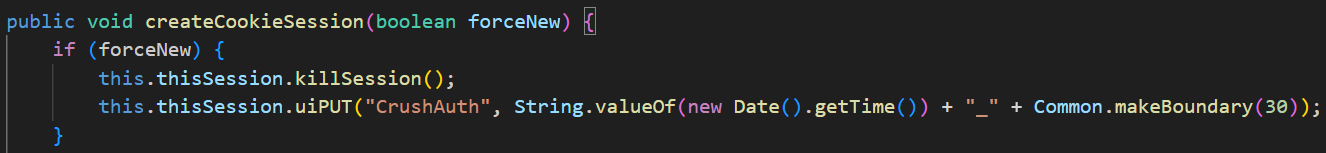 public void createCookieSession(boolean forceNew) {
    if (forceNew) {
        this.thisSession.killSession();
        this.thisSession.uiPUT("CrushAuth", String.valueOf(new Date().getTime()) + "_" + Common.makeBoundary(30));
    }